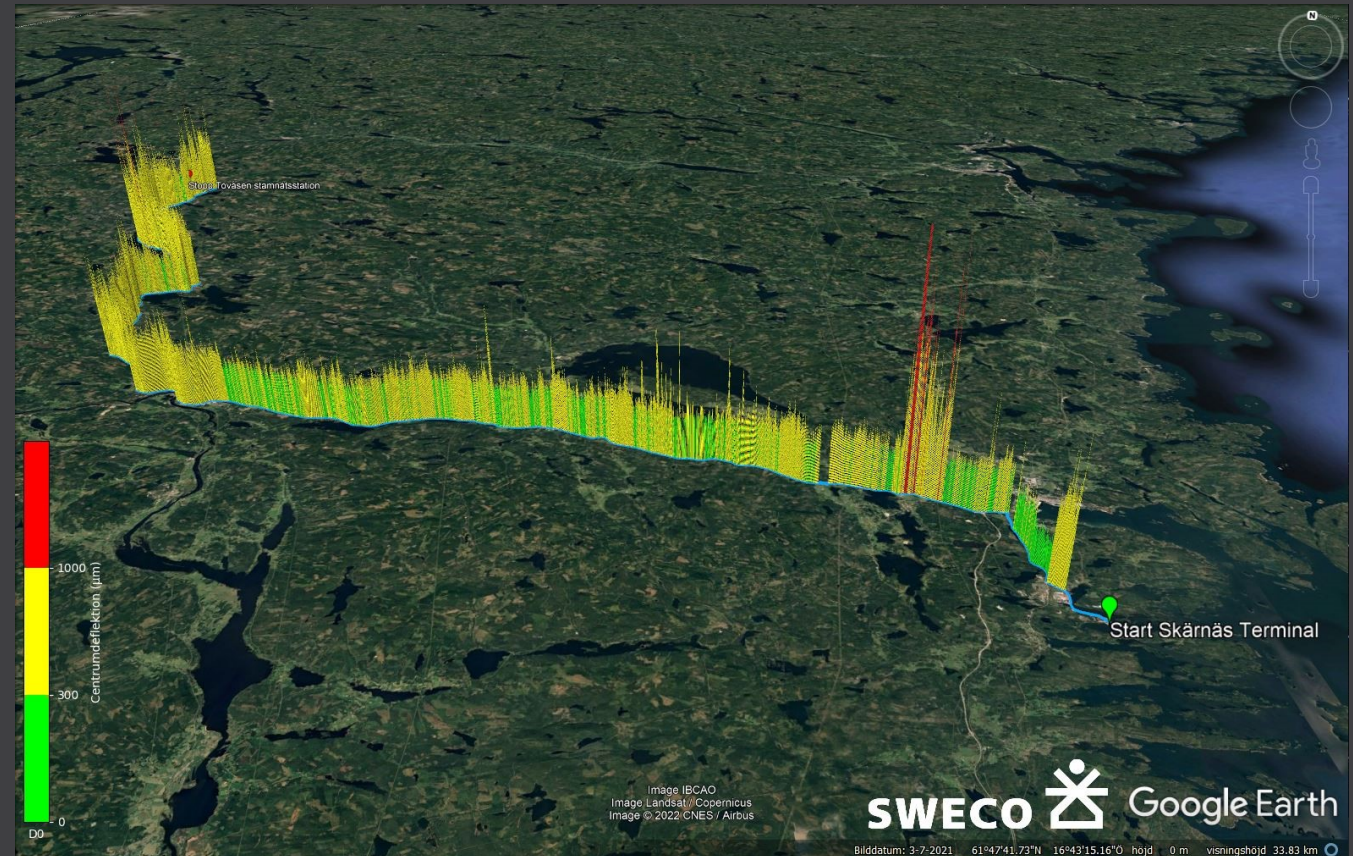 N
Stopp Tovåsen stamnätsstation
1000
Centrumdeflektion (µm)
300
0
D0
Start Skärnäs Terminal
Image IBCAO
Image Landsat / Copernicus
Image © 2022 CNES / Airbus
SWECO
Google Earth
Bilddatum: 3-7-2021 61°47'41.73"N 16°43'15.16"Ö höjd 0 m visningshöjd 33.83 km